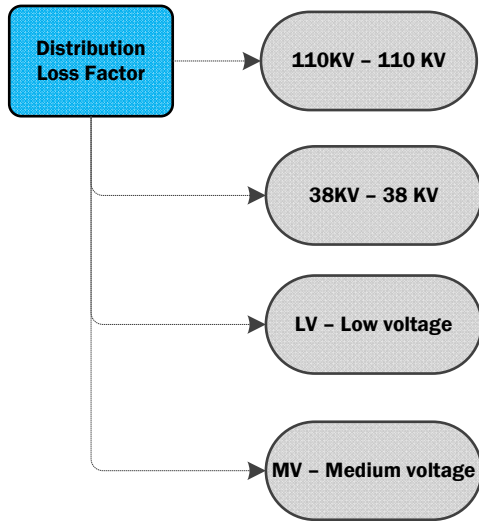 Distribution
Loss Factor
110KV – 110 KV
38KV – 38 KV
LV – Low voltage
MV – Medium voltage